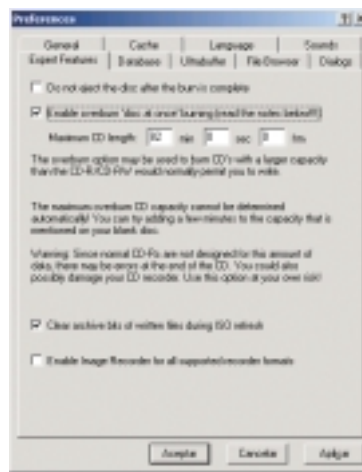 Preferences
General Cache Language Sounds
Expert Features Database Ultrabuffer File Browser Dialogs
Do not eject the disc after the burn is complete
Enable overburn 'disc at once' burning (read the notes below!!!)
Maximum CD length: 82 min 0 sec 0 frm
The overburn option may be used to burn CD's with a larger capacity
than the CD-R/CD-RW would normally permit you to write.
The maximum overburn CD capacity cannot be determined
automatically! You can try adding a few minutes to the capacity that is
mentioned on your blank disc.
Warning: Since normal CD-Rs are not designed for this amount of
data, there may be errors at the end of the CD. You could also
possibly damage your CD recorder. Use this option at your own risk!
Clear archive bits of written files during ISO refresh
Enable Image Recorder for all supported recorder formats
Aceptar Cancelar Aplicar